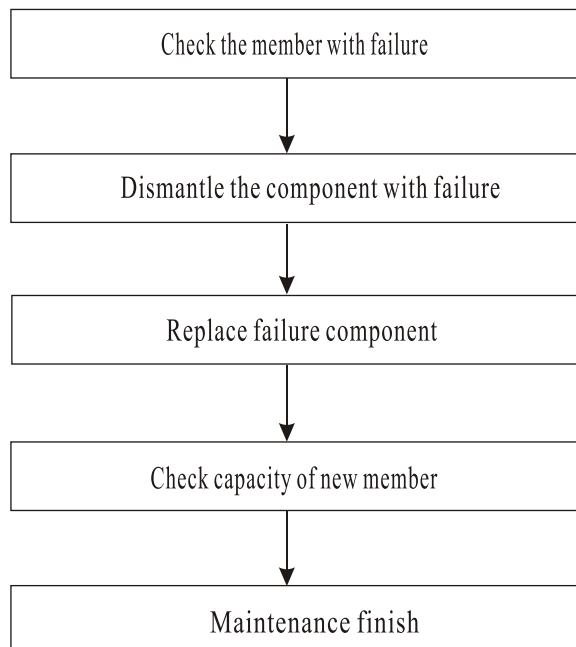 Check the member with failure
Dismantle the component with failure
Replace failure component
Check capacity of new member
Maintenance finish